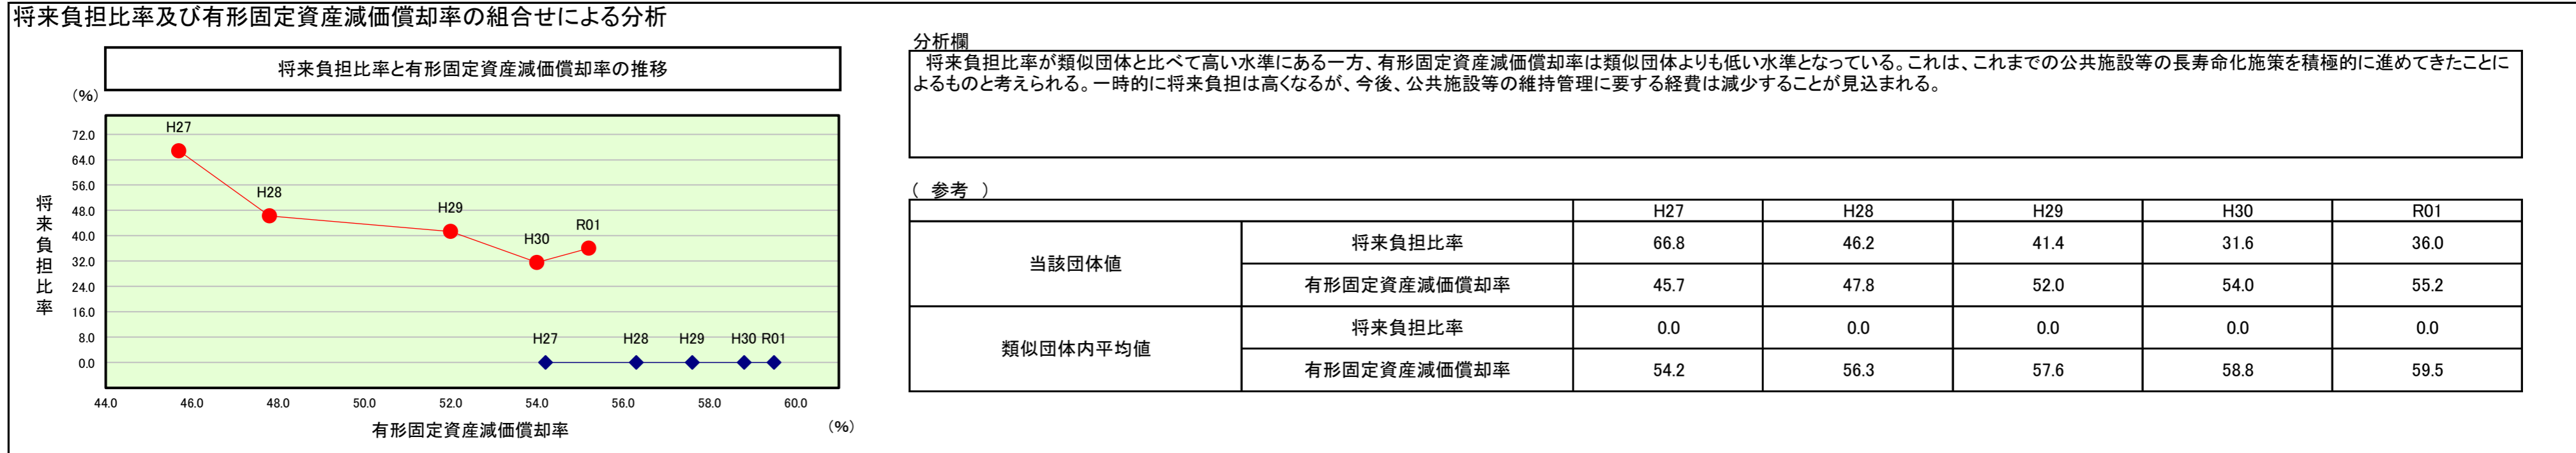 将来負担比率及び有形固定資産減価償却率の組合せによる分析
将来負担比率と有形固定資産減価償却率の推移
(%)
72.0
64.0
56.0
48.0
40.0
32.0
24.0
16.0
8.0
0.0
将来負担比率
H27
H28
H29
H30
R01
H27
H28
H29
H30
R01
44.0 46.0 48.0 50.0 52.0 54.0 56.0 58.0 60.0
有形固定資産減価償却率
(%)
分析欄
将来負担比率が類似団体と比べて高い水準にある一方、有形固定資産減価償却率は類似団体よりも低い水準となっている。これは、これまでの公共施設等の長寿命化施策を積極的に進めてきたことに
よるものと考えられる。一時的に将来負担は高くなるが、今後、公共施設等の維持管理に要する経費は減少することが見込まれる。
( 参考 )
H27 H28 H29 H30 R01
当該団体値
将来負担比率 66.8 46.2 41.4 31.6 36.0
有形固定資産減価償却率 45.7 47.8 52.0 54.0 55.2
類似団体内平均値
将来負担比率 0.0 0.0 0.0 0.0 0.0
有形固定資産減価償却率 54.2 56.3 57.6 58.8 59.5